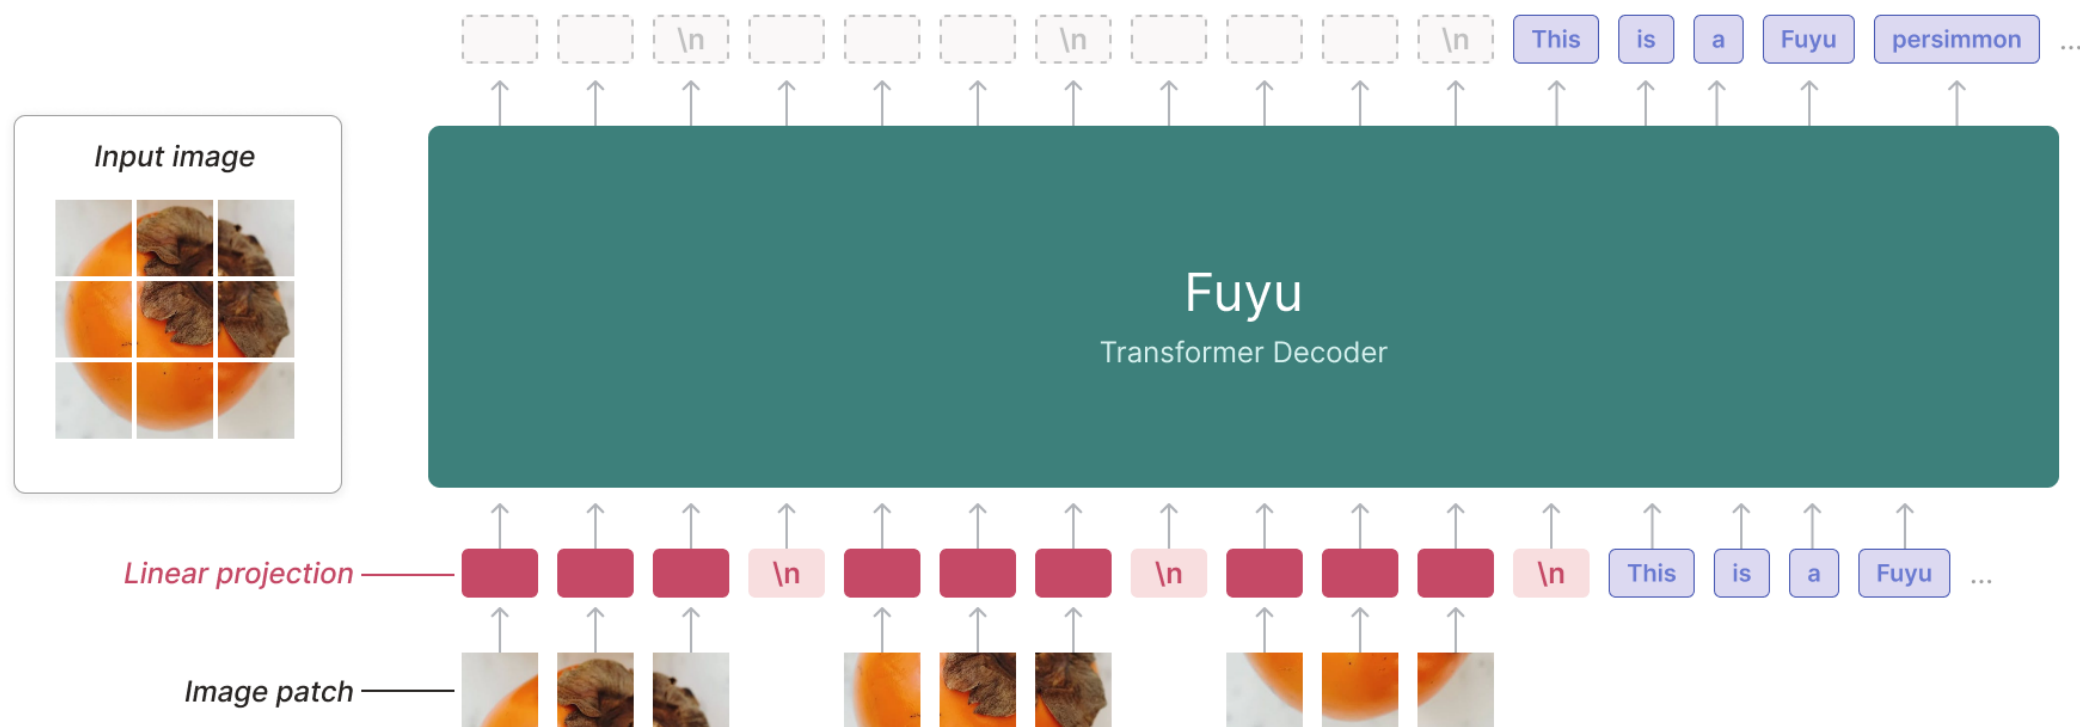 \n \n \n This is a Fuyu persimmon ...
Input image
Fuyu
Transformer Decoder
Linear projection \n \n \n This is a Fuyu ...
Image patch